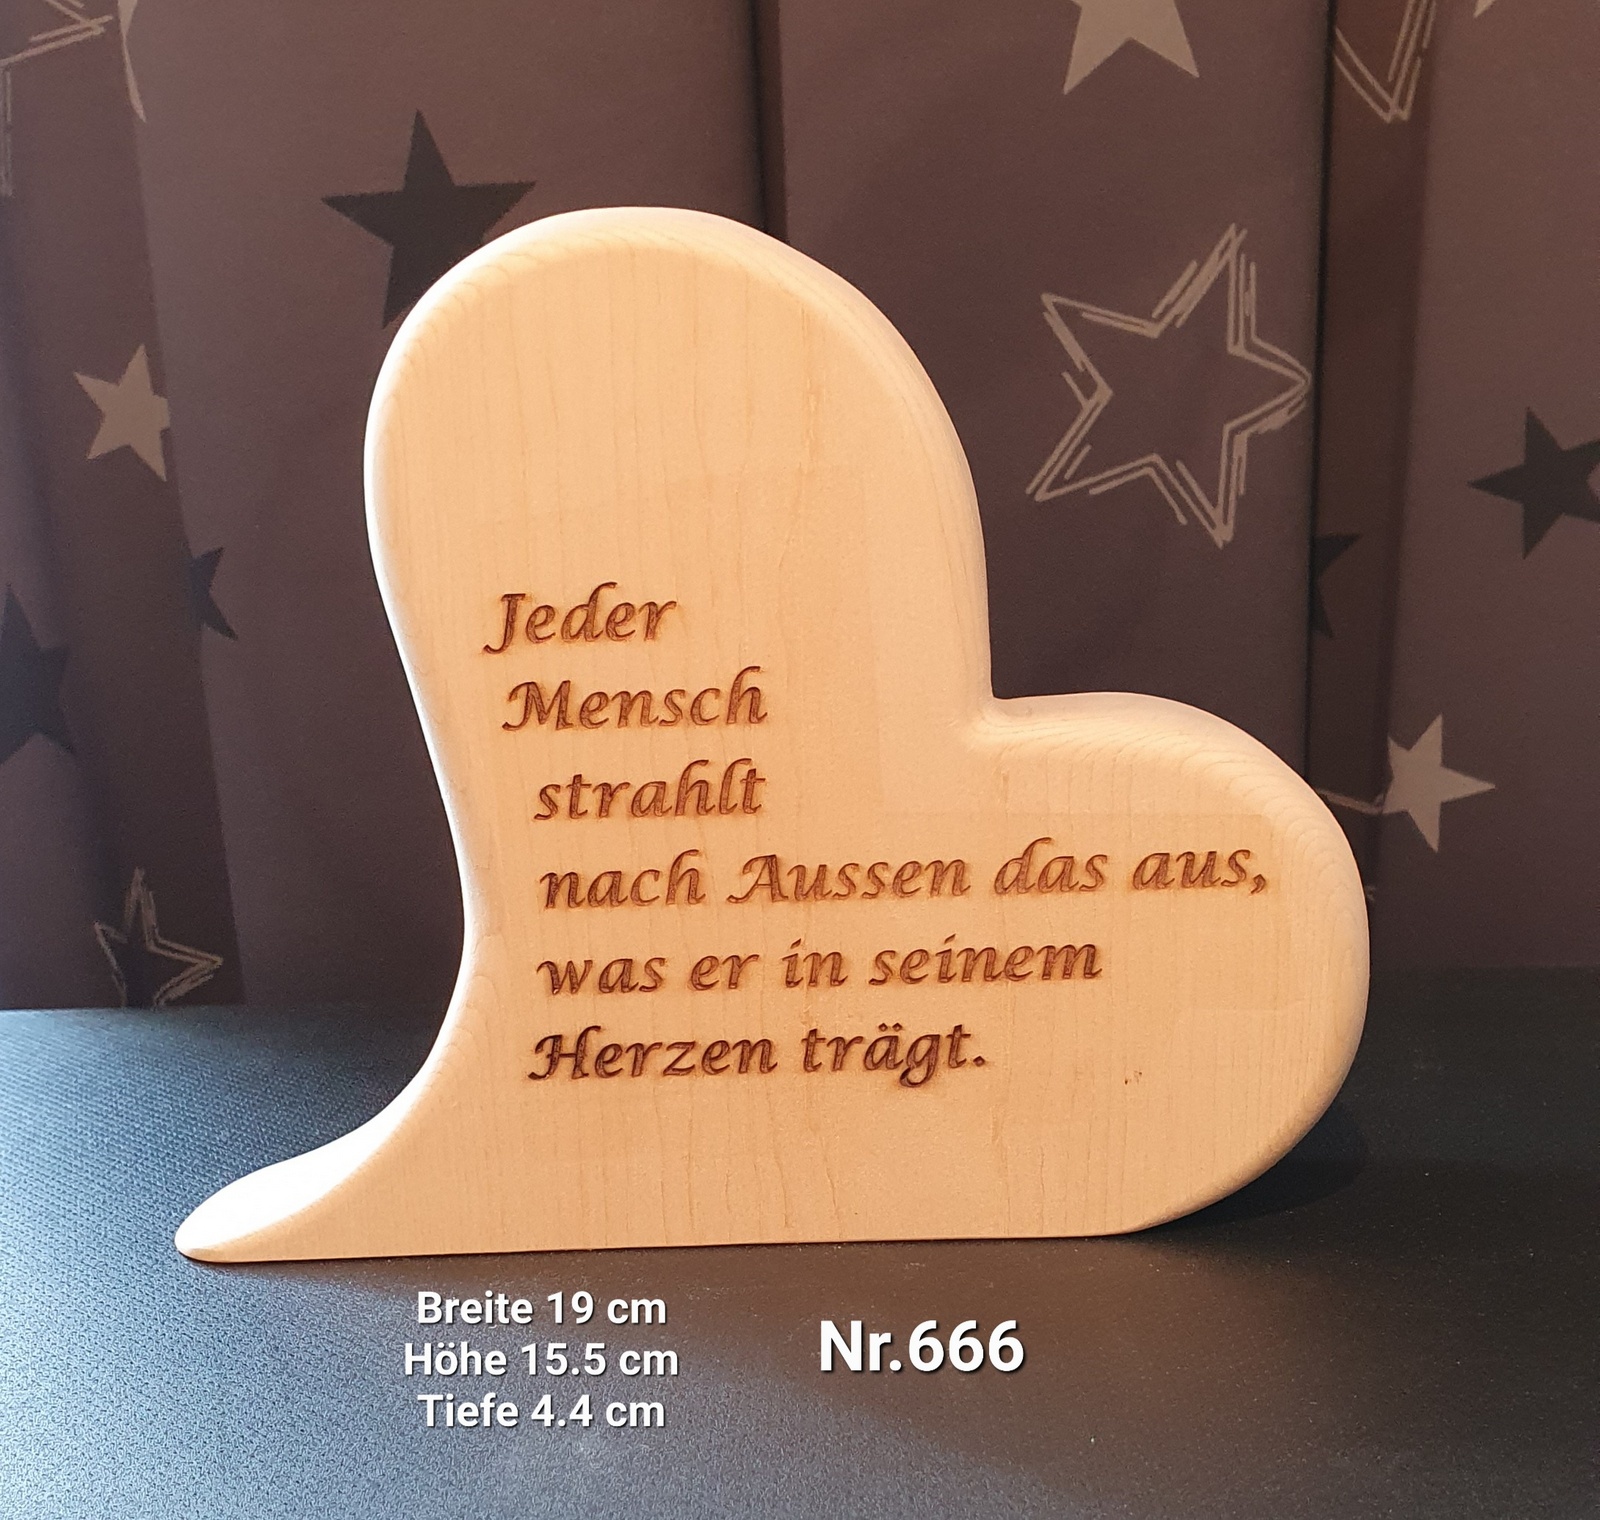 Jeder
Mensch
strahlt
nach Aussen das aus,
was er in seinem
Herzen trägt.
Breite 19 cm
Höhe 15.5 cm
Tiefe 4.4 cm
Nr.666